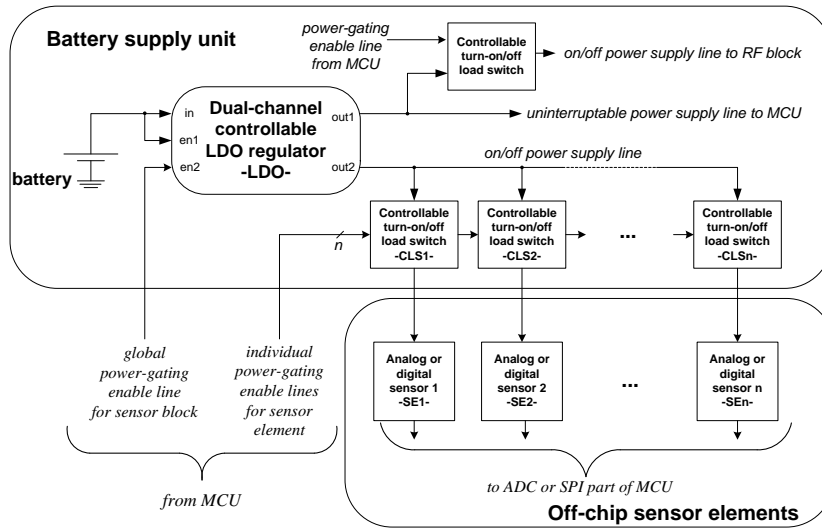 Battery supply unit
power-gating
enable line
from MCU
Controllable
turn-on/off
load switch
on/off power supply line to RF block
in
en1
en2
Dual-channel
controllable
LDO regulator
-LDO-
out1
out2
uninterruptable power supply line to MCU
battery
on/off power supply line
n
Controllable
turn-on/off
load switch
-CLS1-
Controllable
turn-on/off
load switch
-CLS2-
...
Controllable
turn-on/off
load switch
-CLSn-
global
power-gating
enable line
for sensor block
individual
power-gating
enable lines
for sensor
element
from MCU
Analog or
digital
sensor 1
-SE1-
Analog or
digital
sensor 2
-SE2-
...
Analog or
digital
sensor n
-SEn-
to ADC or SPI part of MCU
Off-chip sensor elements